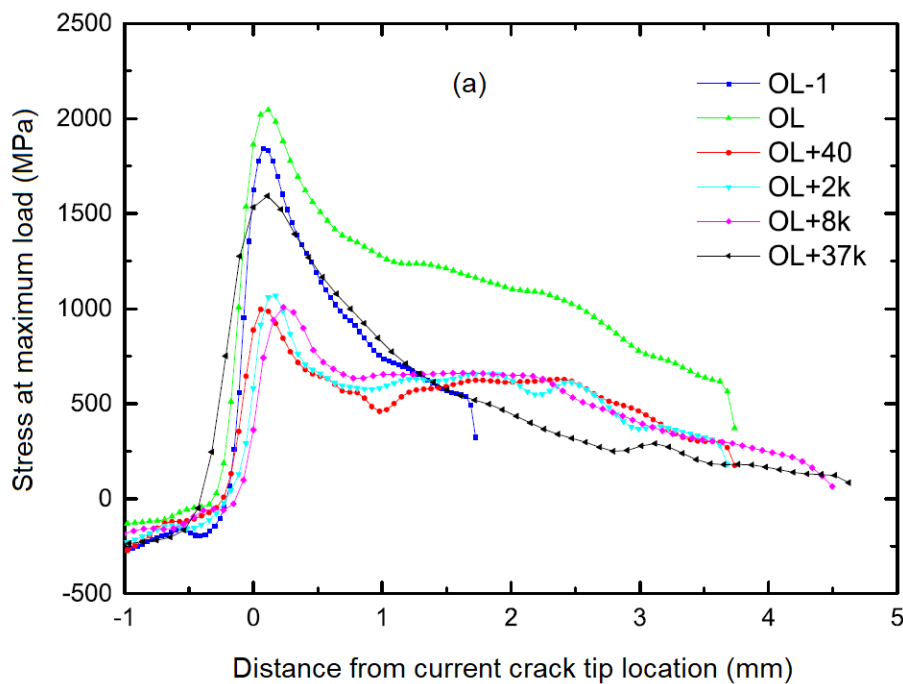 2500
2000
1500
1000
500
0
-500
-1
0
1
2
3
4
5
Stress at maximum load (MPa)
Distance from current crack tip location (mm)
(a)
OL-1
OL
OL+40
OL+2k
OL+8k
OL+37k